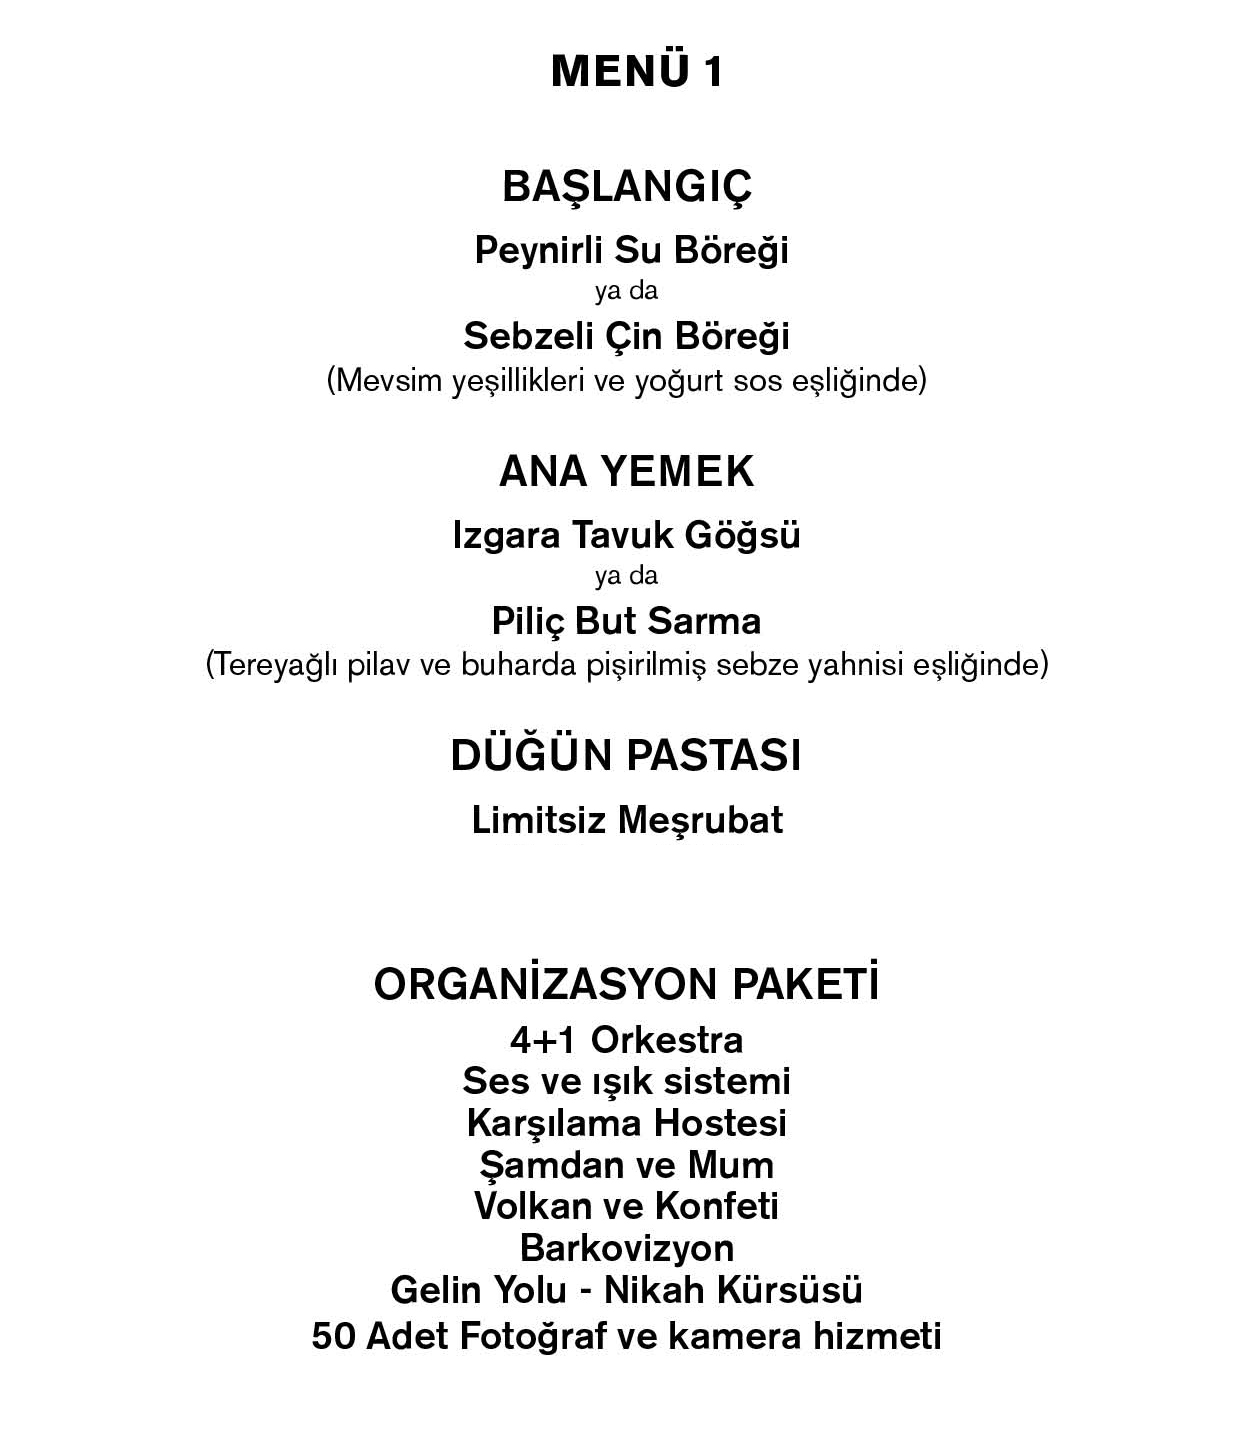 MENÜ 1
BAŞLANGIÇ
Peynirli Su Böreği
ya da
Sebzeli Çin Böreği
(Mevsim yeşillikleri ve yoğurt sos eşliğinde)
ANA YEMEK
Izgara Tavuk Göğsü
ya da
Piliç But Sarma
(Tereyağlı pilav ve buharda pişirilmiş sebze yahnisi eşliğinde)
DÜĞÜN PASTASI
Limitsiz Meşrubat
ORGANİZASYON PAKETİ
4+1 Orkestra
Ses ve ışık sistemi
Karşılama Hostesi
Şamdan ve Mum
Volkan ve Konfeti
Barkovizyon
Gelin Yolu - Nikah Kürsüsü
50 Adet Fotoğraf ve kamera hizmeti